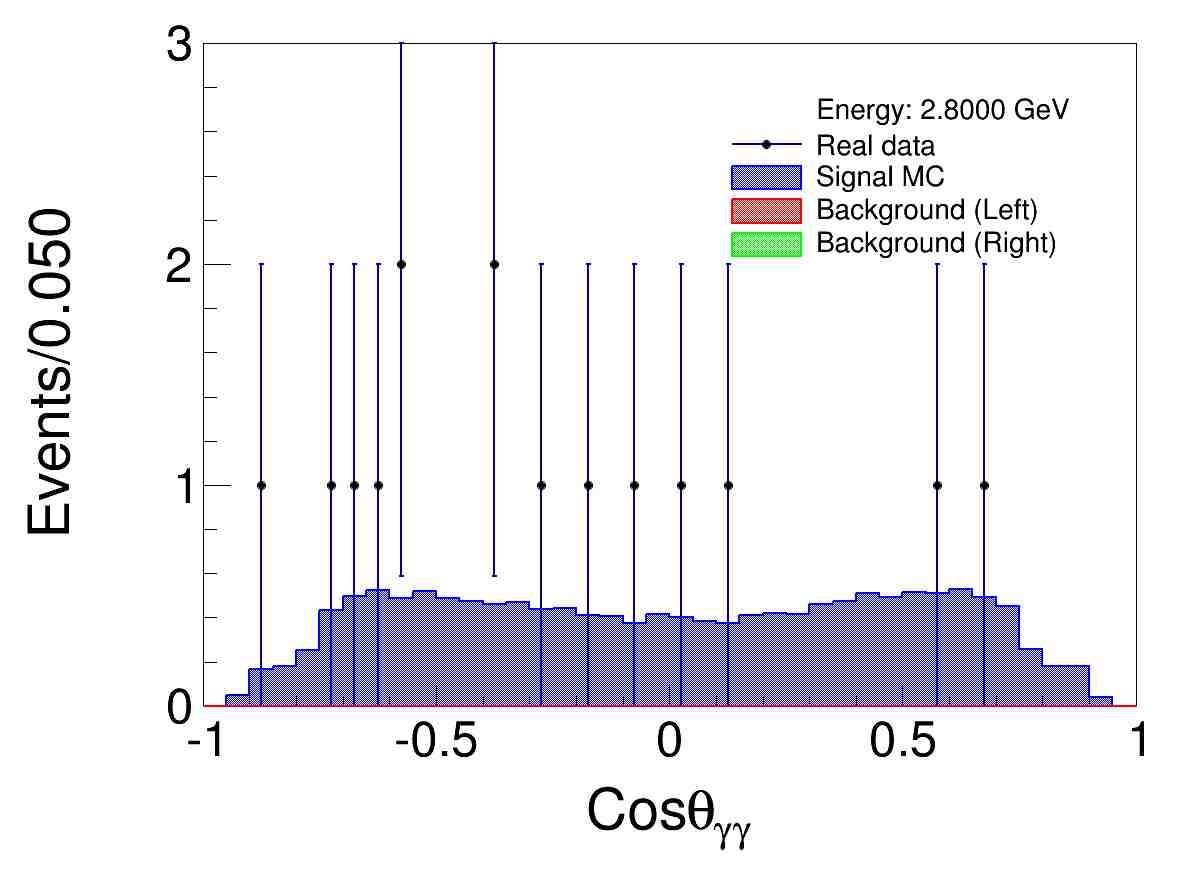 3
2
1
0
Events/0.050
Energy: 2.8000 GeV
Real data
Signal MC
Background (Left)
Background (Right)
-1 -0.5 0 0.5 1
Cosθγγ